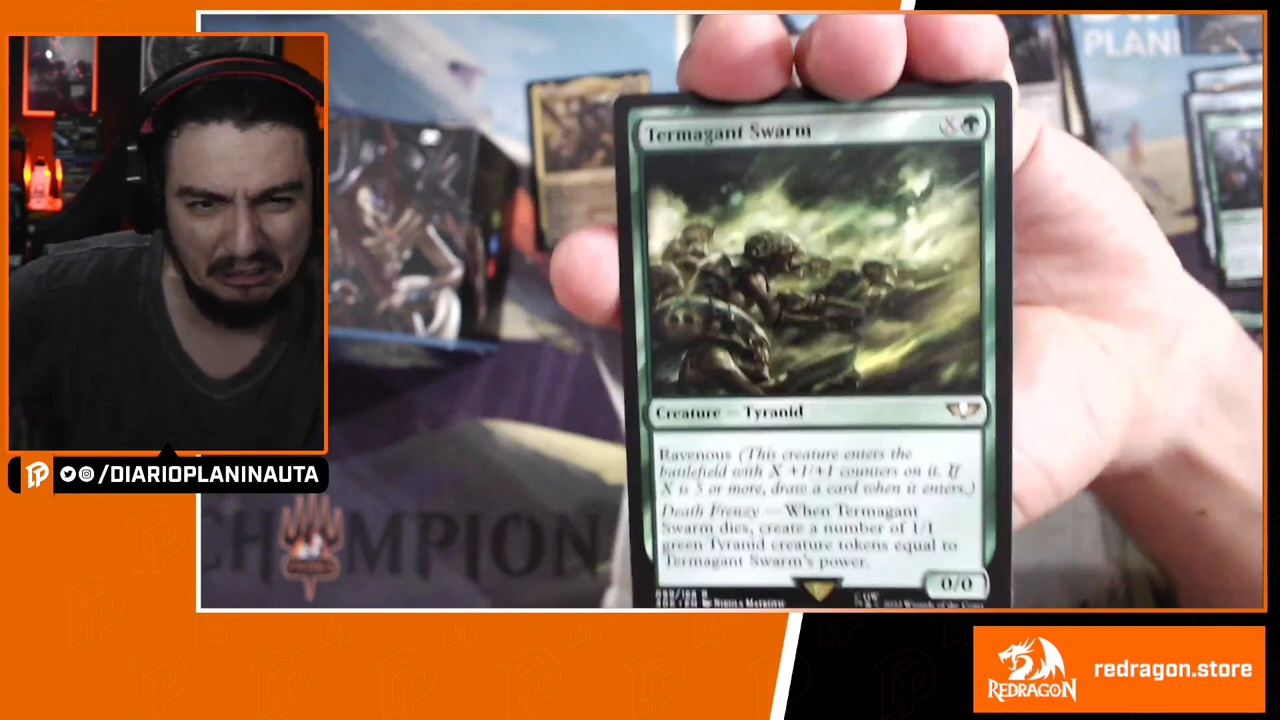 PLANI
Termagant Swarm
X
Creature — Tyranid
Ravenous (This creature enters the
battlefield with X +1/+1 counters on it. If
X is 5 or more, draw a card when it enters.)
Death Frenzy — When Termagant
Swarm dies, create a number of 1/1
green Tyranid creature tokens equal to
Termagant Swarm's power.
0/0
/DIARIOPLANINAUTA
CHAMPION
REDRAGON
redragon.store